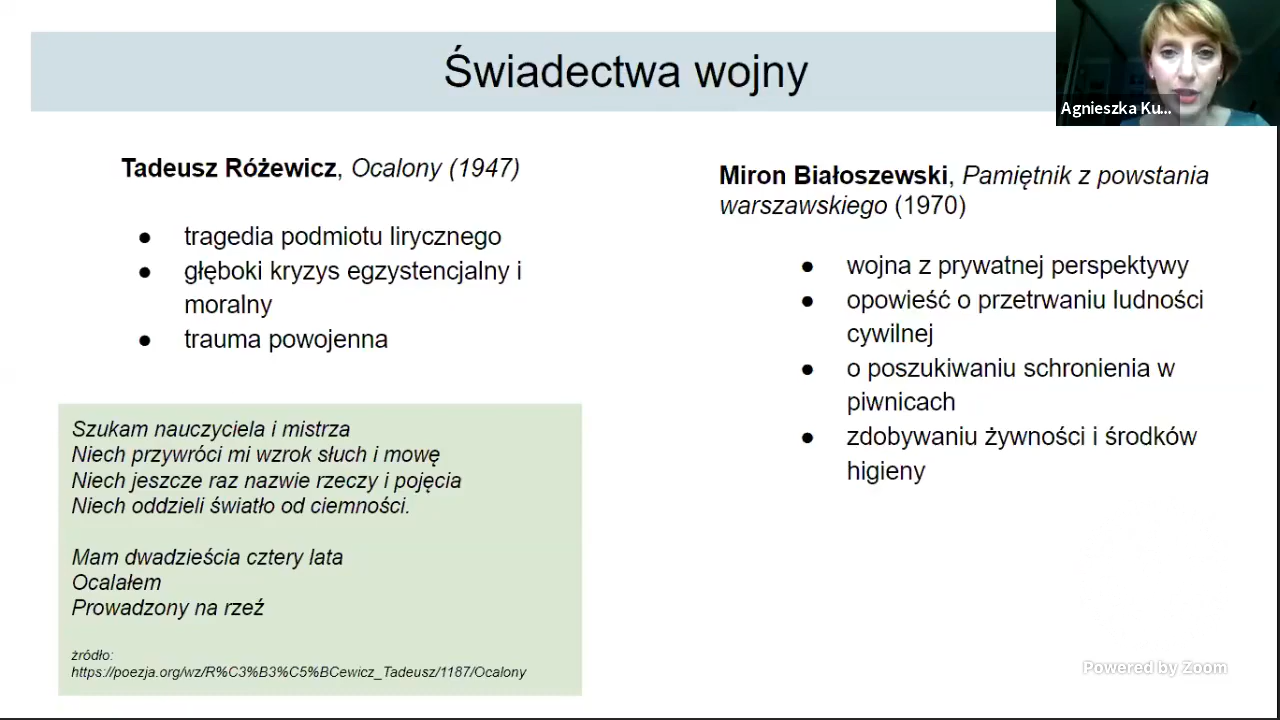 Świadectwa wojny
Agnieszka Ku...
Tadeusz Różewicz, Ocalony (1947)
● tragedia podmiotu lirycznego
● głęboki kryzys egzystencjalny i
moralny
● trauma powojenna
Szukam nauczyciela i mistrza
Niech przywróci mi wzrok słuch i mowę
Niech jeszcze raz nazwie rzeczy i pojęcia
Niech oddzieli światło od ciemności.
Mam dwadzieścia cztery lata
Ocalałem
Prowadzony na rzeź
żródło:
https://poezja.org/wz/R%C3%B3%C5%BCewicz_Tadeusz/1187/Ocalony
Miron Białoszewski, Pamiętnik z powstania
warszawskiego (1970)
● wojna z prywatnej perspektywy
● opowieść o przetrwaniu ludności
cywilnej
● o poszukiwaniu schronienia w
piwnicach
● zdobywaniu żywności i środków
higieny
Powered by Zoom